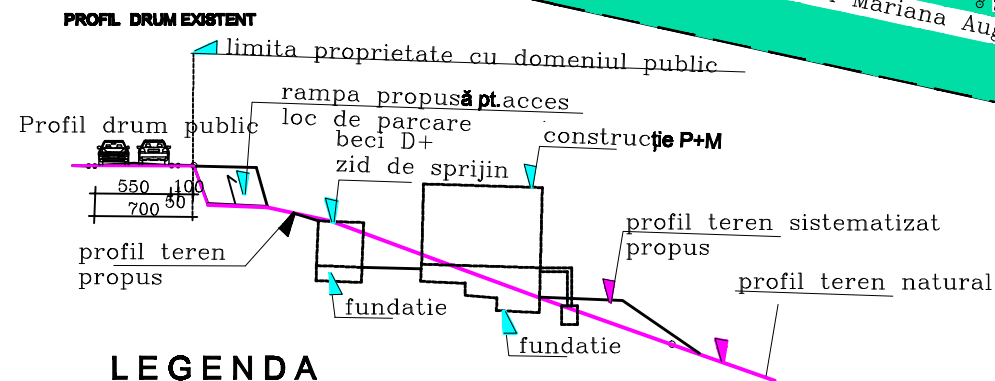 PROFIL DRUM EXISTENT
Mariana Aug
limita proprietate cu domeniul public
rampa propusă pt.acces
loc de parcare
Profil drum public
beci D+
zid de sprijin
construcție P+M
550
100
50
700
profil teren
propus
profil teren sistematizat
propus
profil teren natural
fundatie
fundatie
LEGENDA